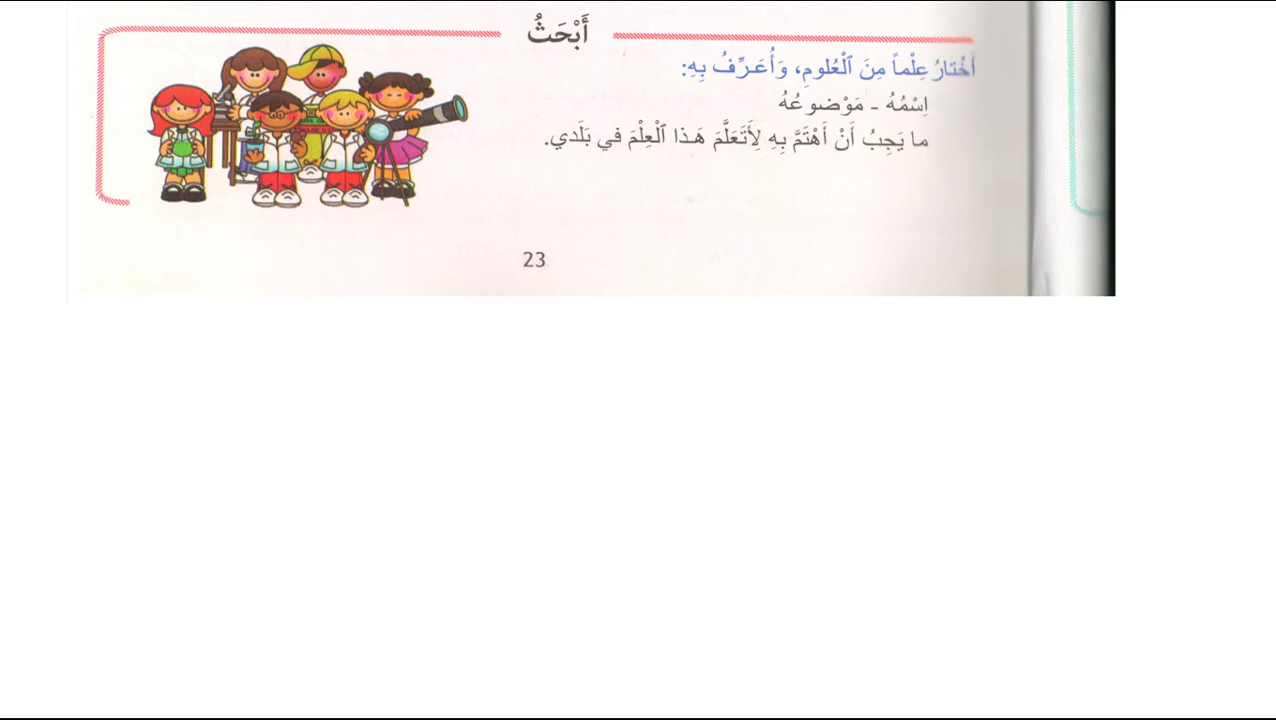 أَبْحَثُ
أَخْتارُ عِلْماً مِنَ ٱلْعُلومِ، وَأُعَرِّفُ بِهِ:
اِسْمُهُ - مَوْضوعُهُ
ما يَجِبُ أَنْ أَهْتَمَّ بِهِ لِأَتَعَلَّمَ هَذا ٱلْعِلْمَ في بَلَدي.
23